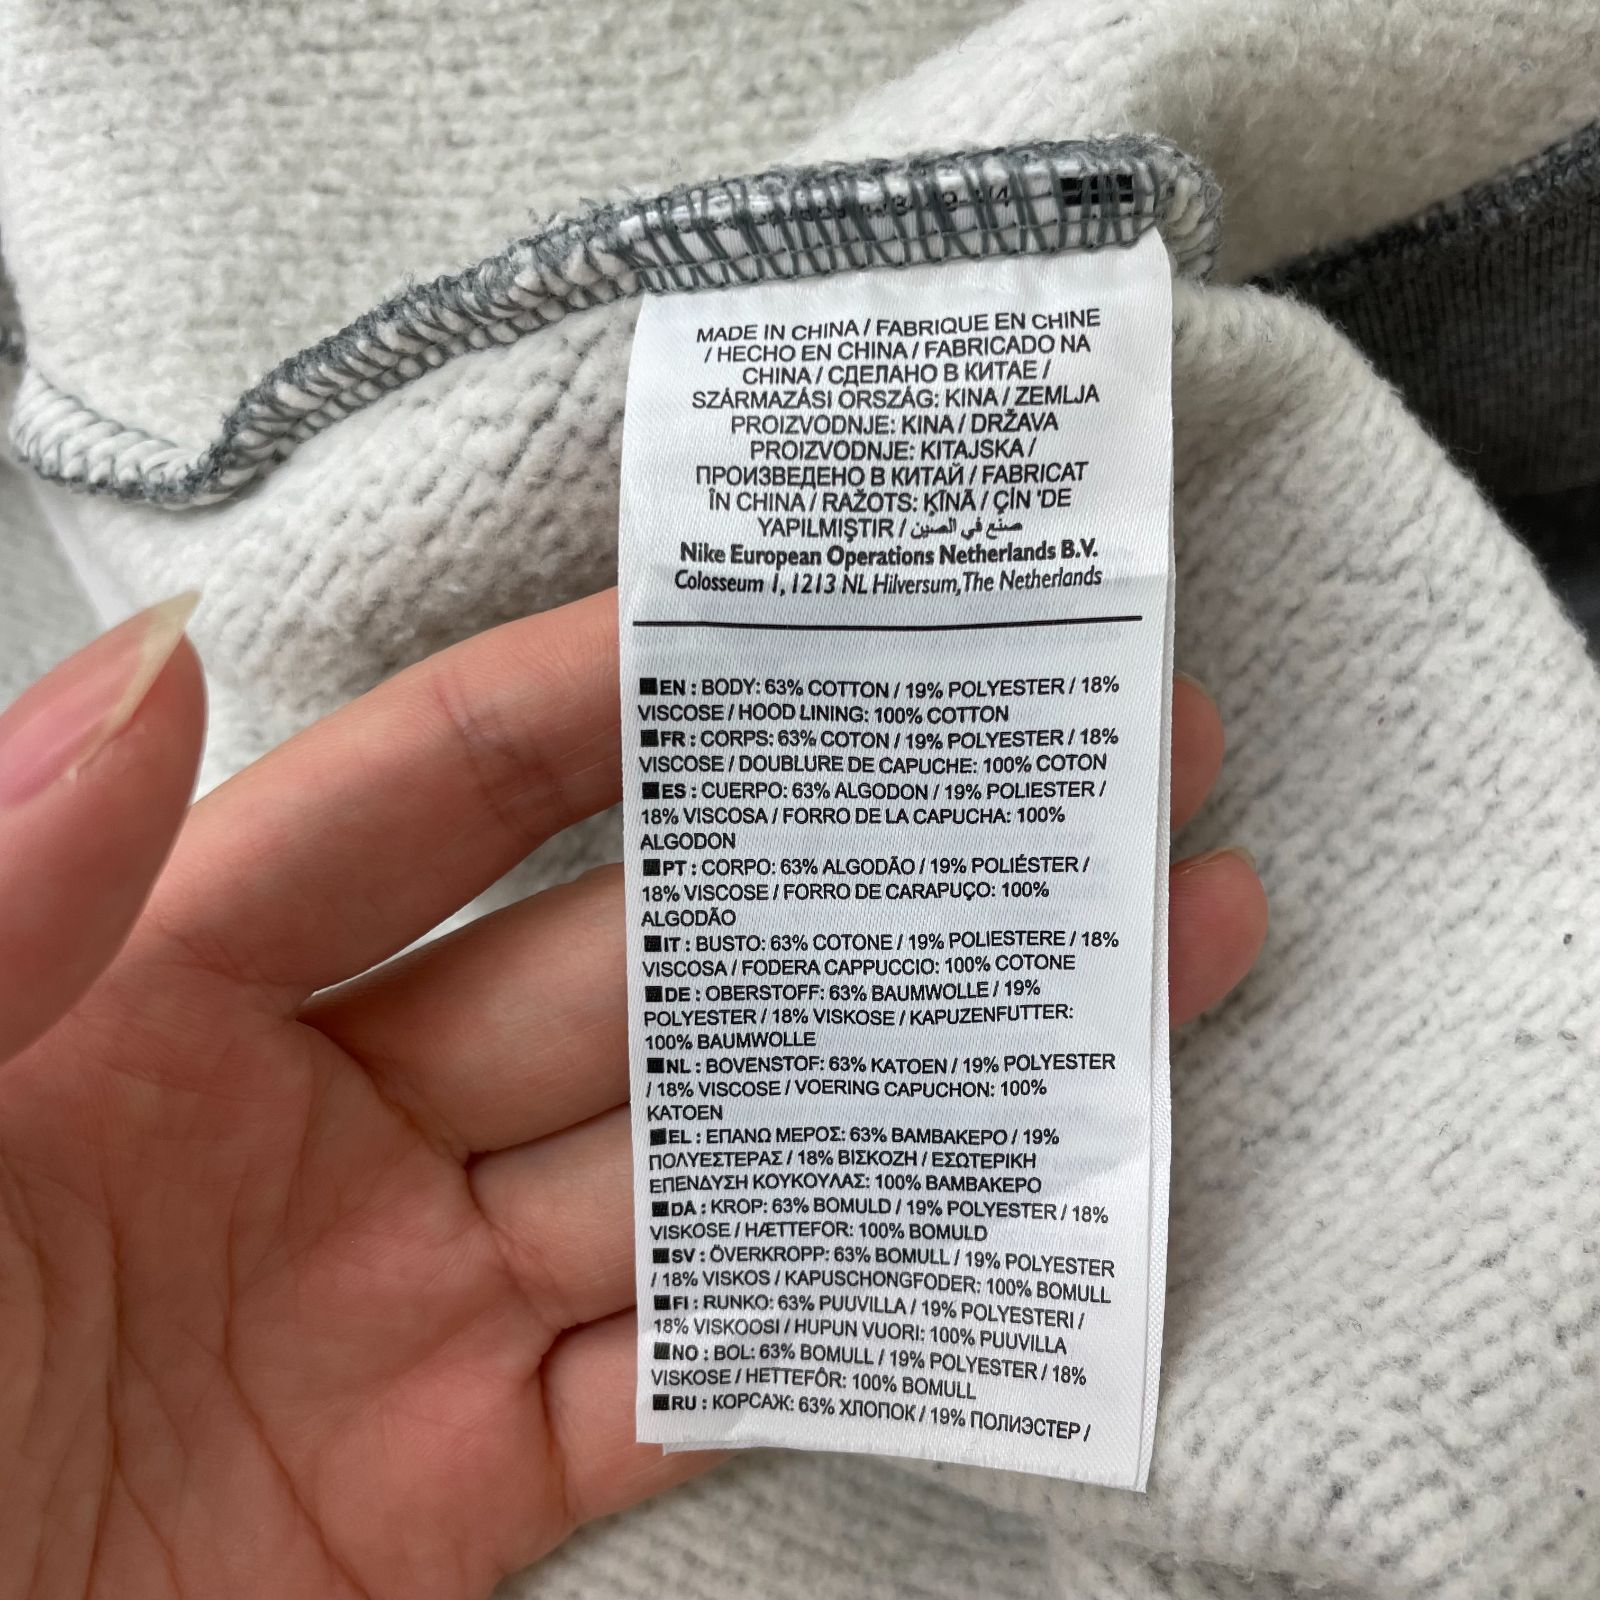 MADE IN CHINA / FABRIQUE EN CHINE
/ HECHO EN CHINA / FABRICADO NA
CHINA / СДЕЛАНО В КИТАЕ /
SZÁRMAZÁSI ORSZÁG: KINA / ZEMLJA
PROIZVODNJE: KINA / DRŽAVA
PROIZVODNJE: KITAJSKA /
ПРОИЗВЕДЕНО В КИТАЙ / FABRICAT
ÎN CHINA / RAŽOTS: ĶĪNĀ / ÇİN 'DE
YAPILMIŞTIR / صنع في الصين
Nike European Operations Netherlands B.V.
Colosseum 1, 1213 NL Hilversum, The Netherlands
EN : BODY: 63% COTTON / 19% POLYESTER / 18%
VISCOSE / HOOD LINING: 100% COTTON
FR : CORPS: 63% COTON / 19% POLYESTER / 18%
VISCOSE / DOUBLURE DE CAPUCHE: 100% COTON
ES : CUERPO: 63% ALGODON / 19% POLIESTER /
18% VISCOSA / FORRO DE LA CAPUCHA: 100%
ALGODON
PT : CORPO: 63% ALGODÃO / 19% POLIÉSTER /
18% VISCOSE / FORRO DE CARAPUÇO: 100%
ALGODÃO
IT : BUSTO: 63% COTONE / 19% POLIESTERE / 18%
VISCOSA / FODERA CAPPUCCIO: 100% COTONE
DE : OBERSTOFF: 63% BAUMWOLLE / 19%
POLYESTER / 18% VISKOSE / KAPUZENFUTTER:
100% BAUMWOLLE
NL : BOVENSTOF: 63% KATOEN / 19% POLYESTER
/ 18% VISCOSE / VOERING CAPUCHON: 100%
KATOEN
EL : ΕΠΑΝΩ ΜΕΡΟΣ: 63% ΒΑΜΒΑΚΕΡΟ / 19%
ΠΟΛΥΕΣΤΕΡΑΣ / 18% ΒΙΣΚΟΖΗ / ΕΣΩΤΕΡΙΚΗ
ΕΠΕΝΔΥΣΗ ΚΟΥΚΟΥΛΑΣ: 100% ΒΑΜΒΑΚΕΡΟ
DA : KROP: 63% BOMULD / 19% POLYESTER / 18%
VISKOSE / HÆTTEFOR: 100% BOMULD
SV : ÖVERKROPP: 63% BOMULL / 19% POLYESTER
/ 18% VISKOS / KAPUSCHONGFODER: 100% BOMULL
FI : RUNKO: 63% PUUVILLA / 19% POLYESTERI /
18% VISKOOSI / HUPUN VUORI: 100% PUUVILLA
NO : BOL: 63% BOMULL / 19% POLYESTER / 18%
VISKOSE / HETTEFÔR: 100% BOMULL
RU : КОРСАЖ: 63% ХЛОПОК / 19% ПОЛИЭСТЕР /